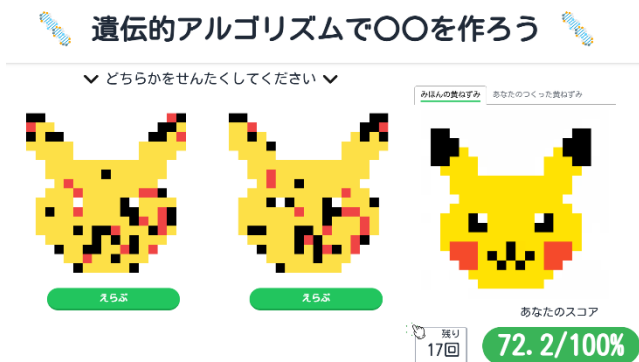 遺伝的アルゴリズムで〇〇を作ろう
どちらかをせんたくしてください
みほんの黄ねずみ
あなたのつくった黄ねずみ
えらぶ
えらぶ
あなたのスコア
残り
17回
72.2/100%